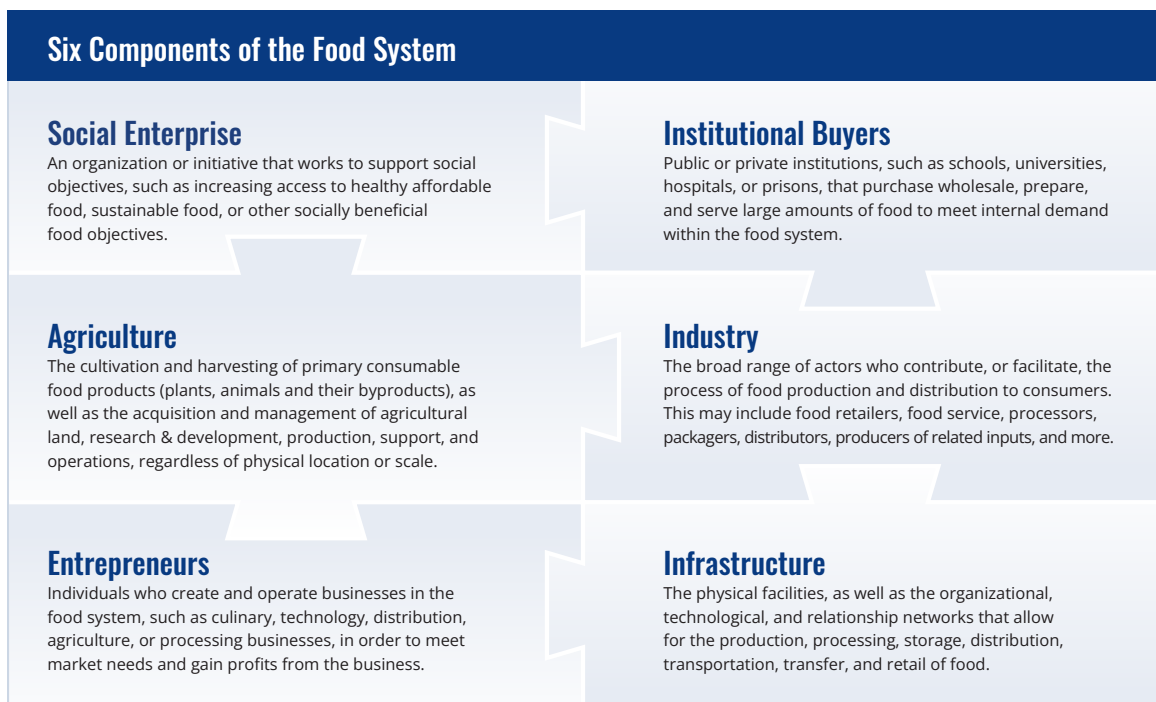 Six Components of the Food System
Social Enterprise
An organization or initiative that works to support social
objectives, such as increasing access to healthy affordable
food, sustainable food, or other socially beneficial
food objectives.
Institutional Buyers
Public or private institutions, such as schools, universities,
hospitals, or prisons, that purchase wholesale, prepare,
and serve large amounts of food to meet internal demand
within the food system.
Agriculture
The cultivation and harvesting of primary consumable
food products (plants, animals and their byproducts), as
well as the acquisition and management of agricultural
land, research & development, production, support, and
operations, regardless of physical location or scale.
Industry
The broad range of actors who contribute, or facilitate, the
process of food production and distribution to consumers.
This may include food retailers, food service, processors,
packagers, distributors, producers of related inputs, and more.
Entrepreneurs
Individuals who create and operate businesses in the
food system, such as culinary, technology, distribution,
agriculture, or processing businesses, in order to meet
market needs and gain profits from the business.
Infrastructure
The physical facilities, as well as the organizational,
technological, and relationship networks that allow
for the production, processing, storage, distribution,
transportation, transfer, and retail of food.